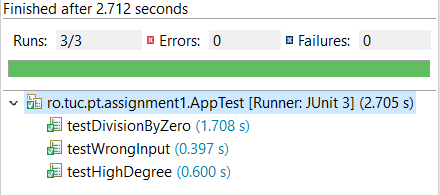 Finished after 2.712 seconds
Runs: 3/3 Errors: 0 Failures: 0
ro.tuc.pt.assignment1.AppTest [Runner: JUnit 3] (2.705 s)
testDivisionByZero (1.708 s)
testWrongInput (0.397 s)
testHighDegree (0.600 s)